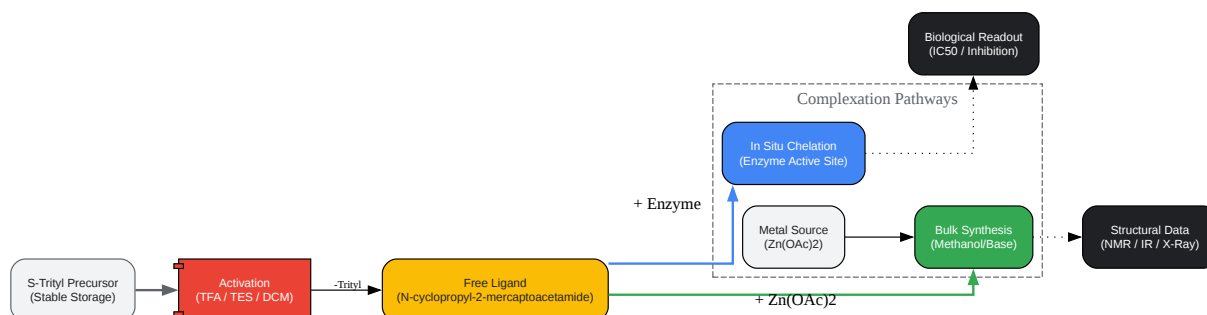 Biological Readout
(IC50 / Inhibition)
Complexation Pathways
In Situ Chelation
(Enzyme Active Site)
+ Enzyme
Metal Source
(Zn(OAc)2)
Bulk Synthesis
(Methanol/Base)
Structural Data
(NMR / IR / X-Ray)
S-Trityl Precursor
(Stable Storage)
Activation
(TFA / TES / DCM)
-Trityl
Free Ligand
(N-cyclopropyl-2-mercaptoacetamide)
+ Zn(OAc)2